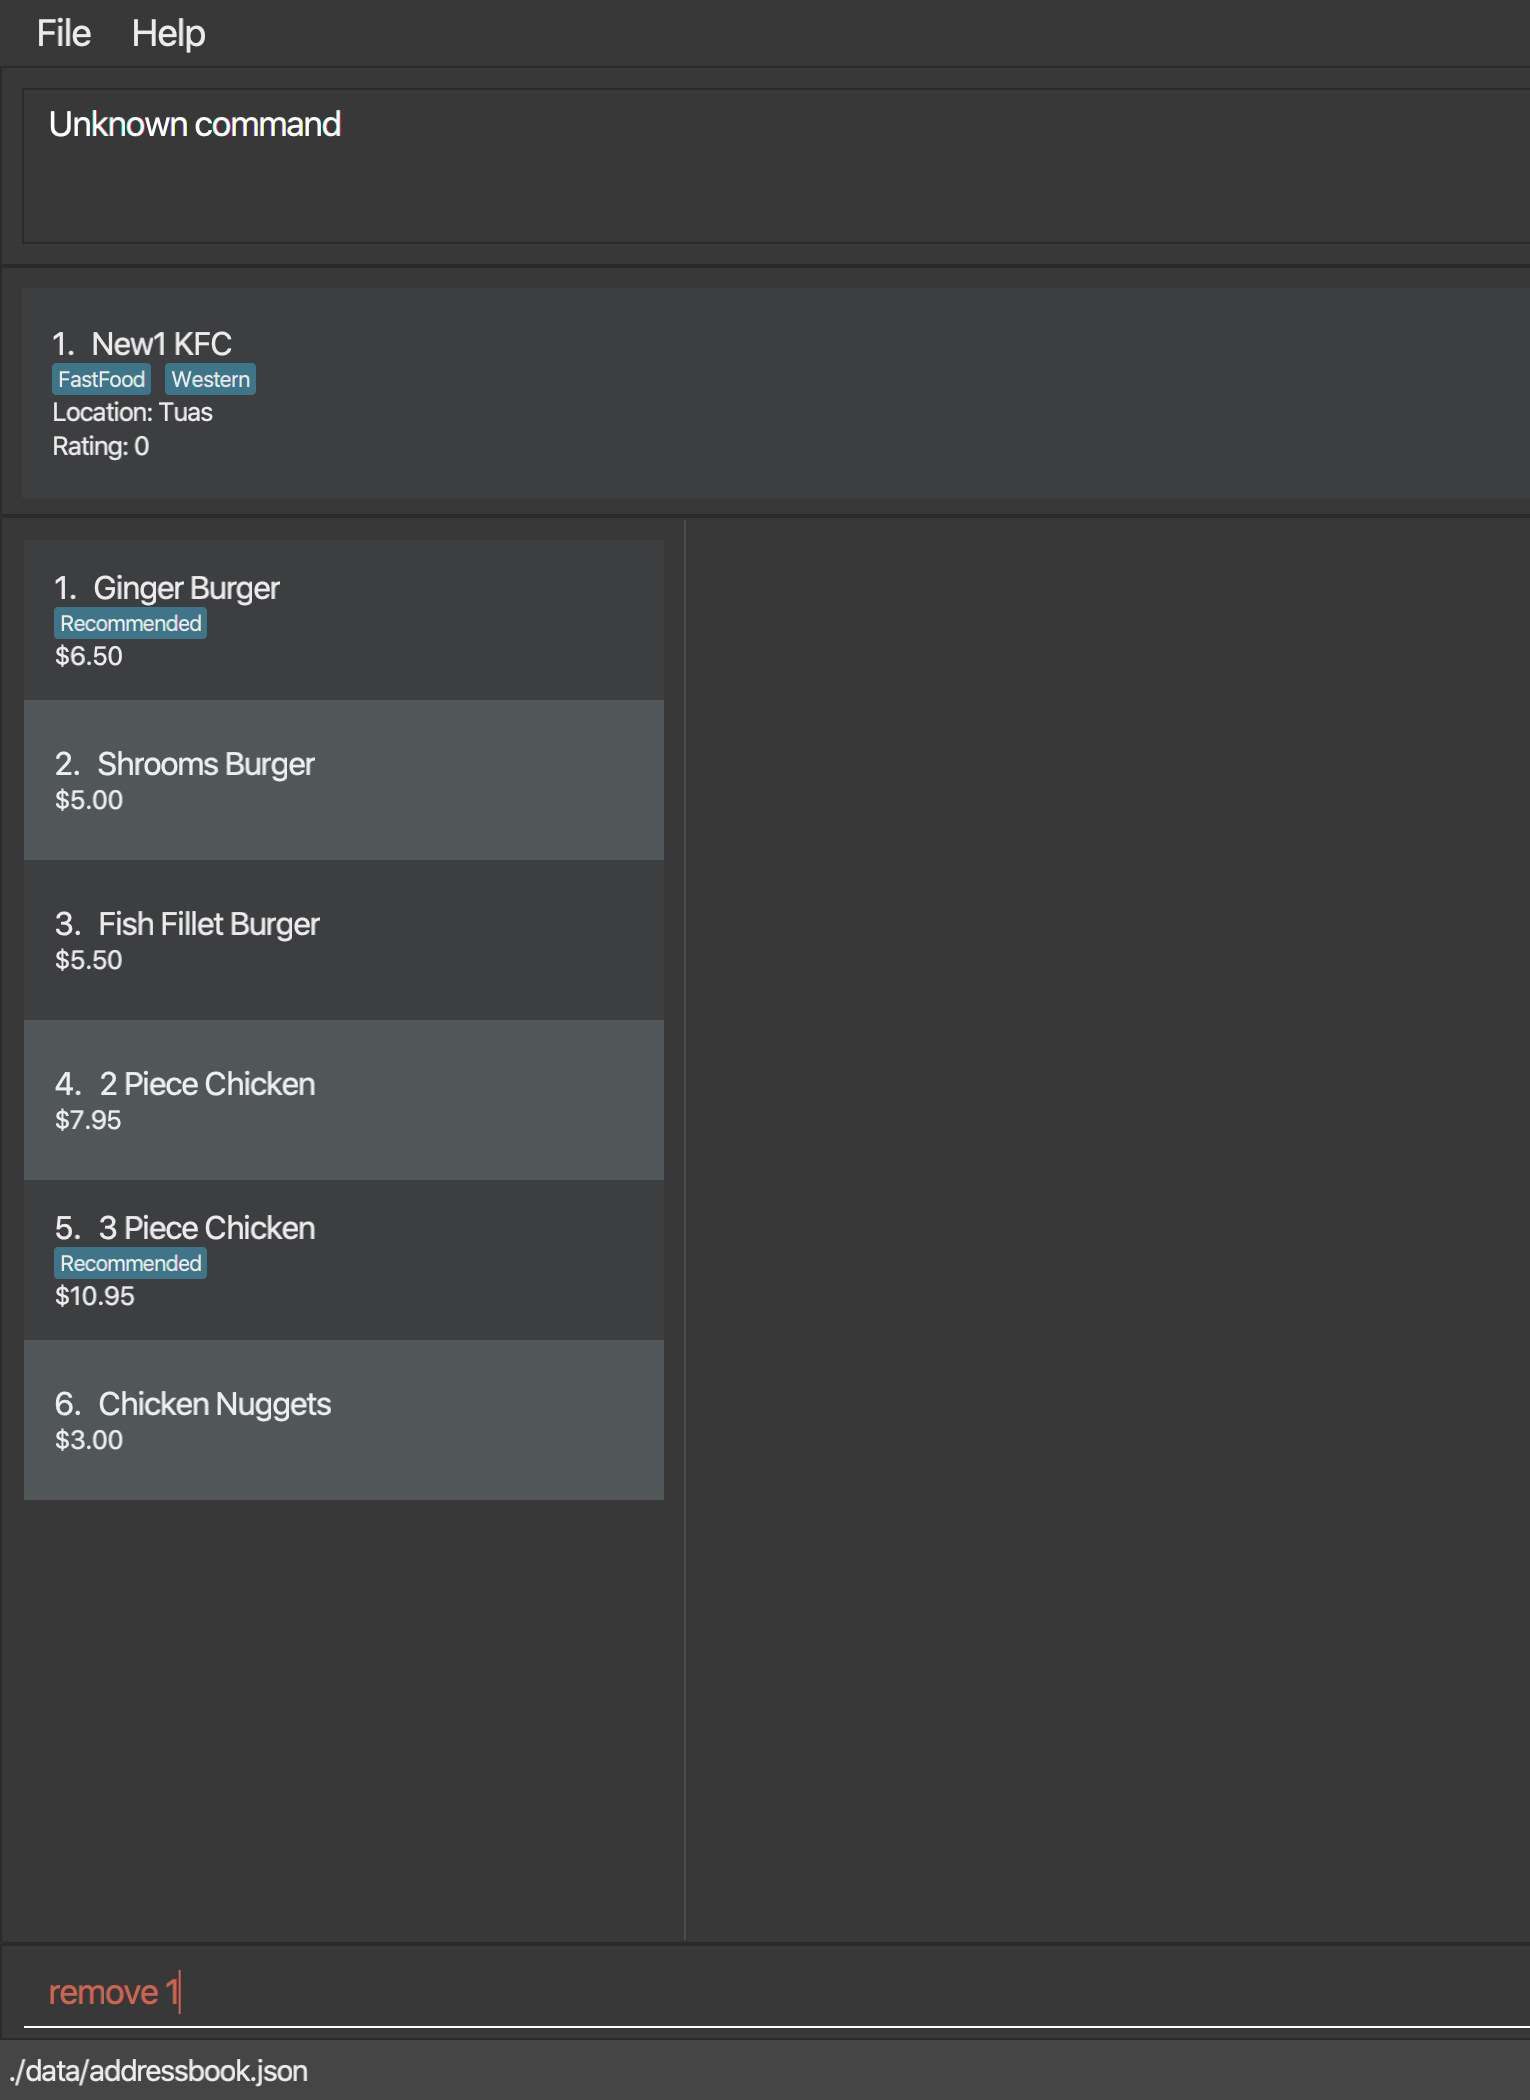 File Help
Unknown command
1. New1 KFC
FastFood Western
Location: Tuas
Rating: 0
1. Ginger Burger
Recommended
$6.50
2. Shrooms Burger
$5.00
3. Fish Fillet Burger
$5.50
4. 2 Piece Chicken
$7.95
5. 3 Piece Chicken
Recommended
$10.95
6. Chicken Nuggets
$3.00
remove 1
./data/addressbook.json